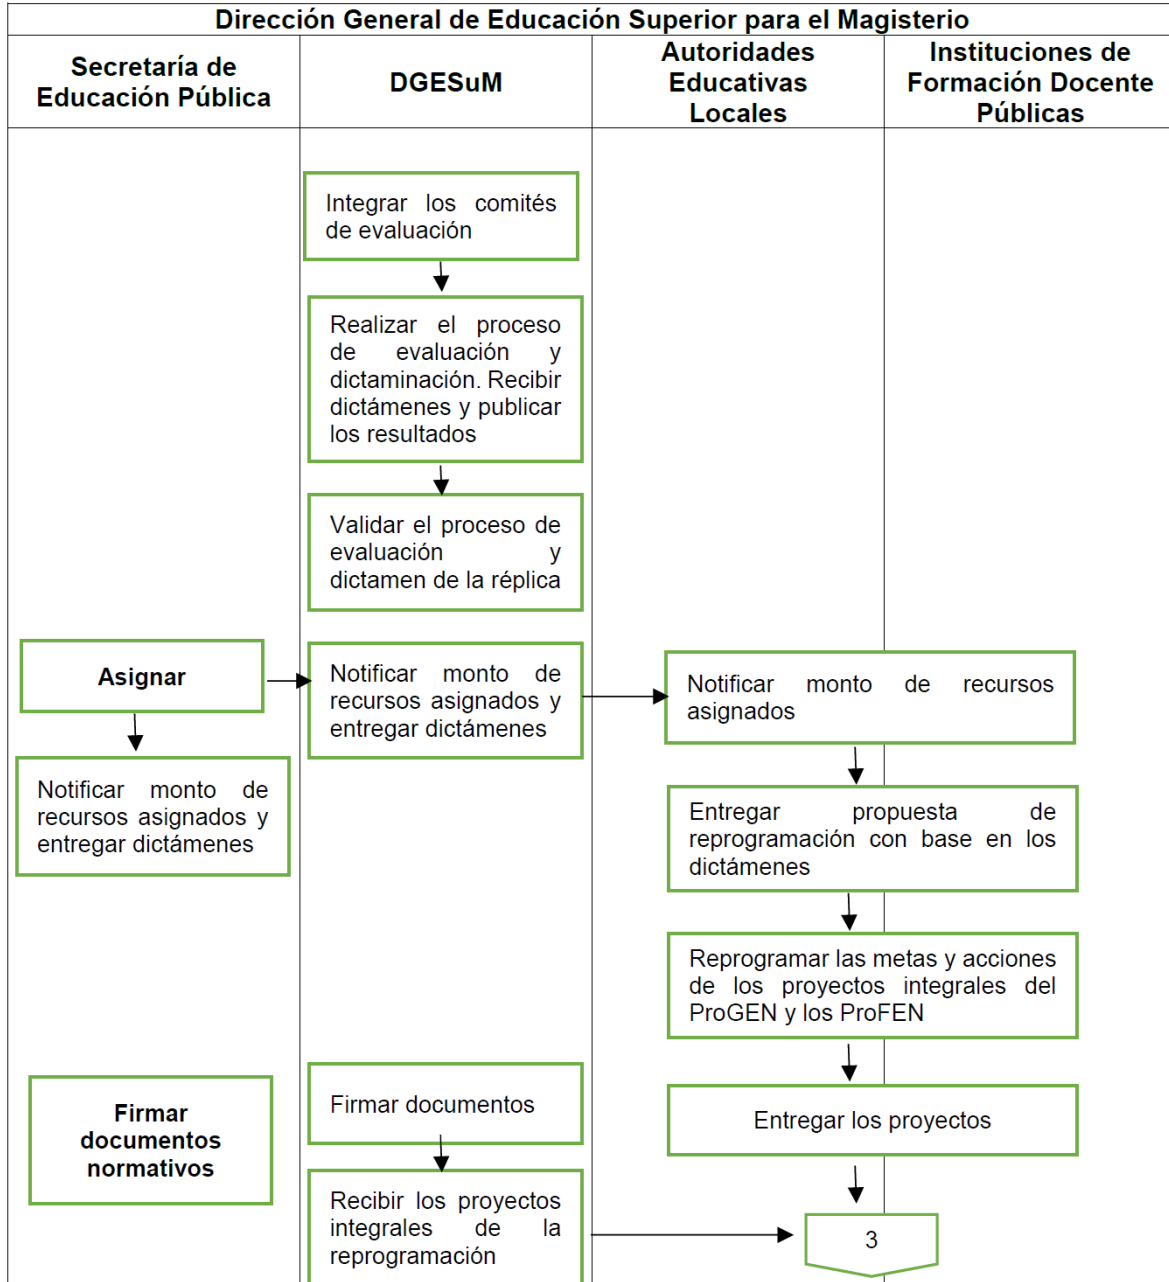 Dirección General de Educación Superior para el Magisterio
Secretaría de
Educación Pública
DGESuM
Autoridades
Educativas
Locales
Instituciones de
Formación Docente
Públicas
Integrar los comités
de evaluación
Realizar el proceso
de evaluación y
dictaminación. Recibir
dictámenes y publicar
los resultados
Validar el proceso de
evaluación y
dictamen de la réplica
Asignar
Notificar monto de
recursos asignados y
entregar dictámenes
Notificar monto de recursos
asignados
Notificar monto de
recursos asignados y
entregar dictámenes
Entregar propuesta de
reprogramación con base en los
dictámenes
Reprogramar las metas y acciones
de los proyectos integrales del
ProGEN y los ProFEN
Firmar
documentos
normativos
Firmar documentos
Entregar los proyectos
Recibir los proyectos
integrales de la
reprogramación
3